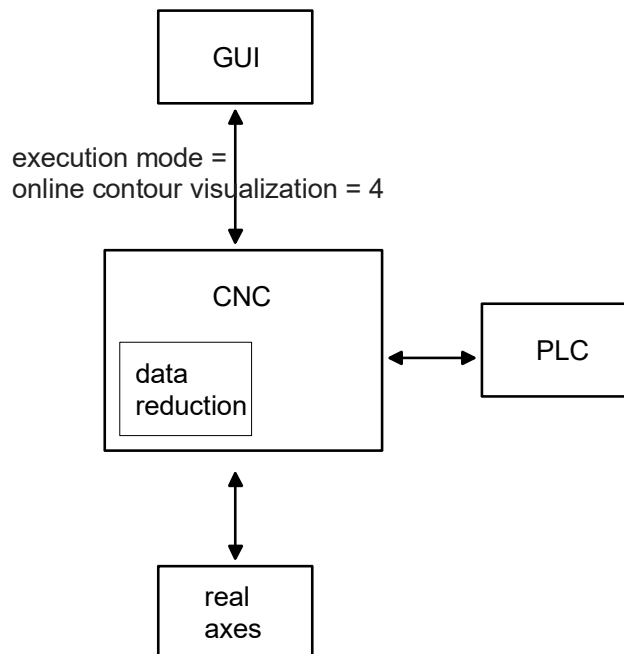 GUI
execution mode =
online contour visualization = 4
CNC
PLC
data
reduction
real
axes